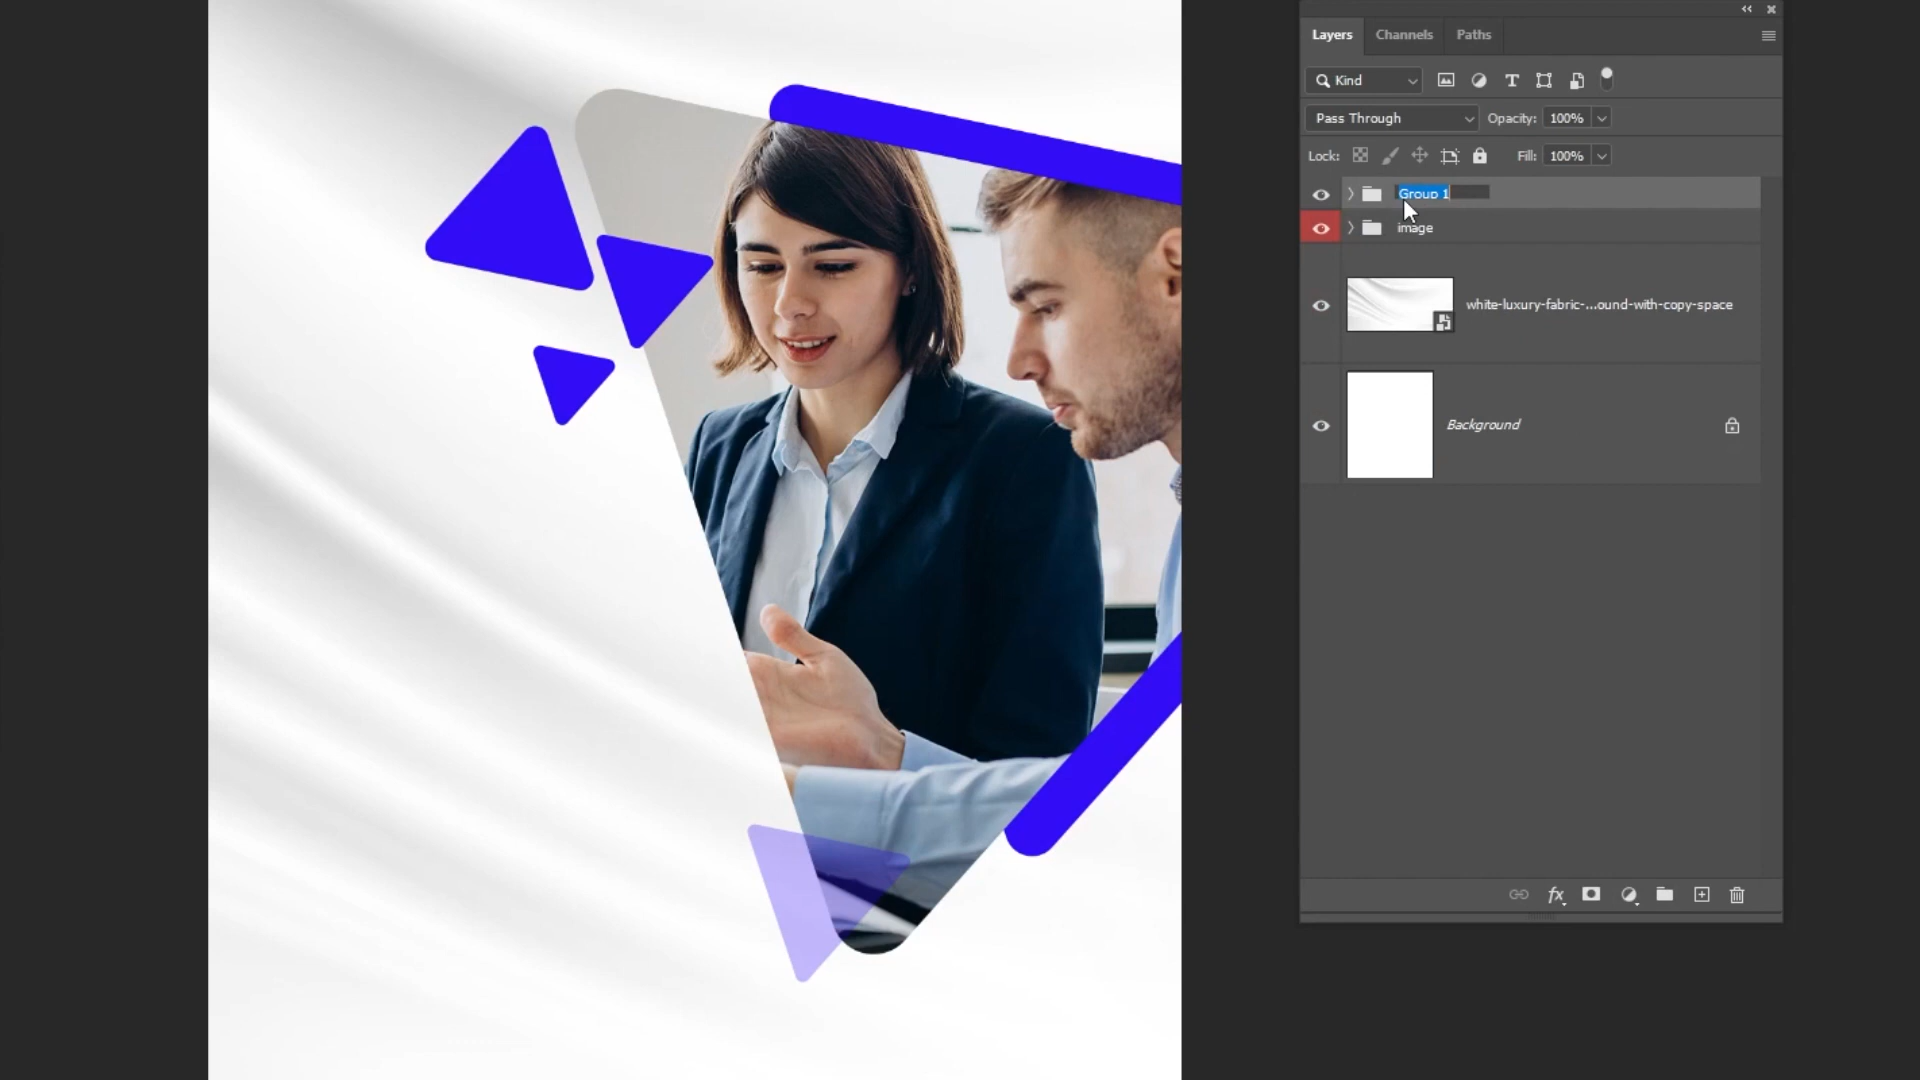 Layers Channels Paths
Kind
Pass Through Opacity: 100%
Lock: Fill: 100%
Group 1
image
white-luxury-fabric-...ound-with-copy-space
Background
fx